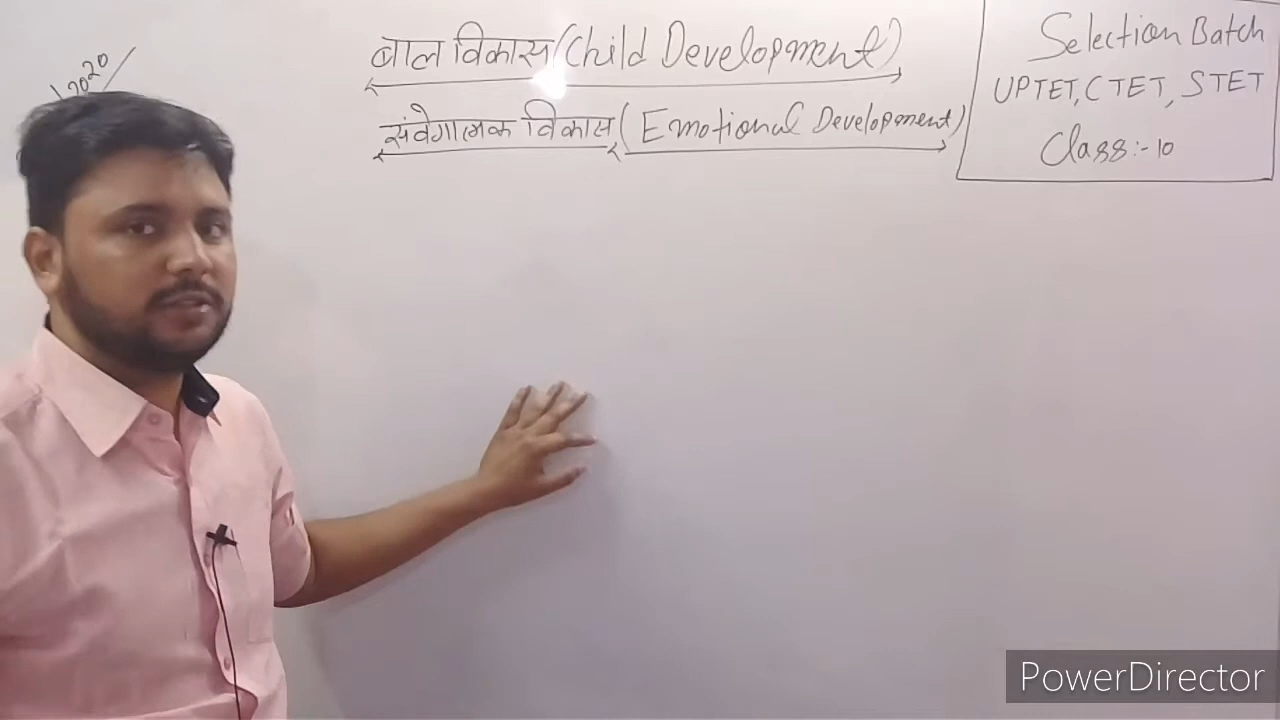 बाल विकास (Child Development)
संवेगात्मक विकास (Emotional Development)
Selection Batch
UPTET, CTET, STET
Class:- 10
PowerDirector